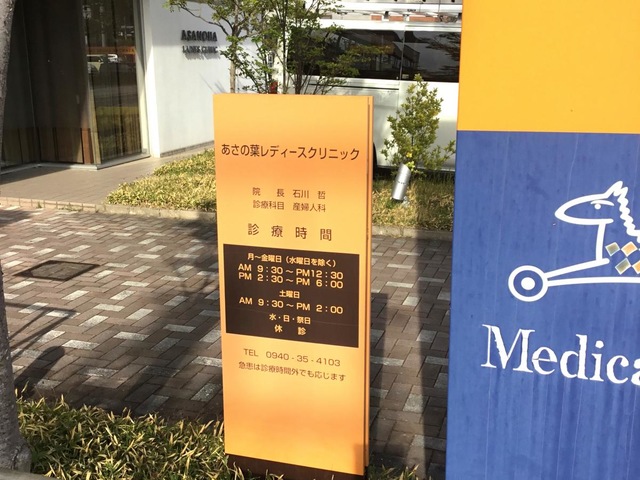 ASANOHA
LADIES CLINIC
あさの葉レディースクリニック
院 長 石川 哲
診療科目 産婦人科
診療時間
月～金曜日（水曜日を除く）
AM 9:30～PM12:30
PM 2:30～PM 6:00
土曜日
AM 9:30～PM 2:00
水・日・祭日
休 診
TEL 0940-35-4103
急患は診療時間外でも応じます
Medica